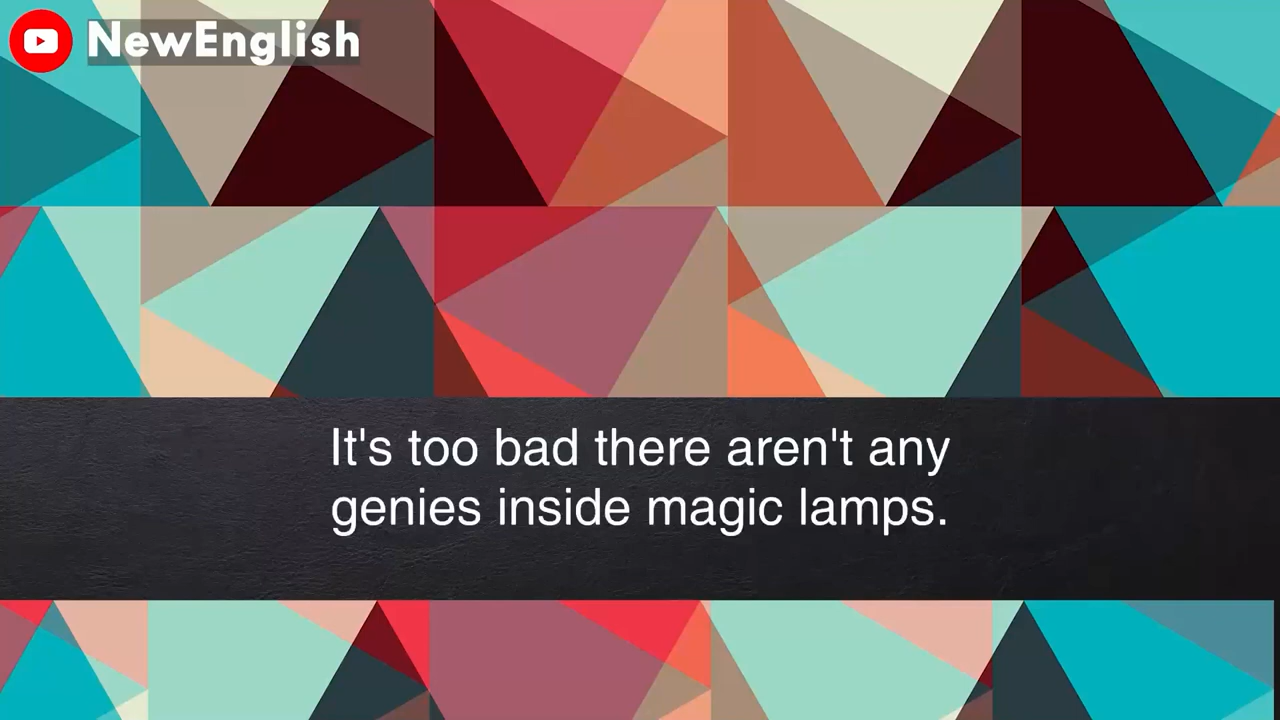 NewEnglish
It's too bad there aren't any
genies inside magic lamps.